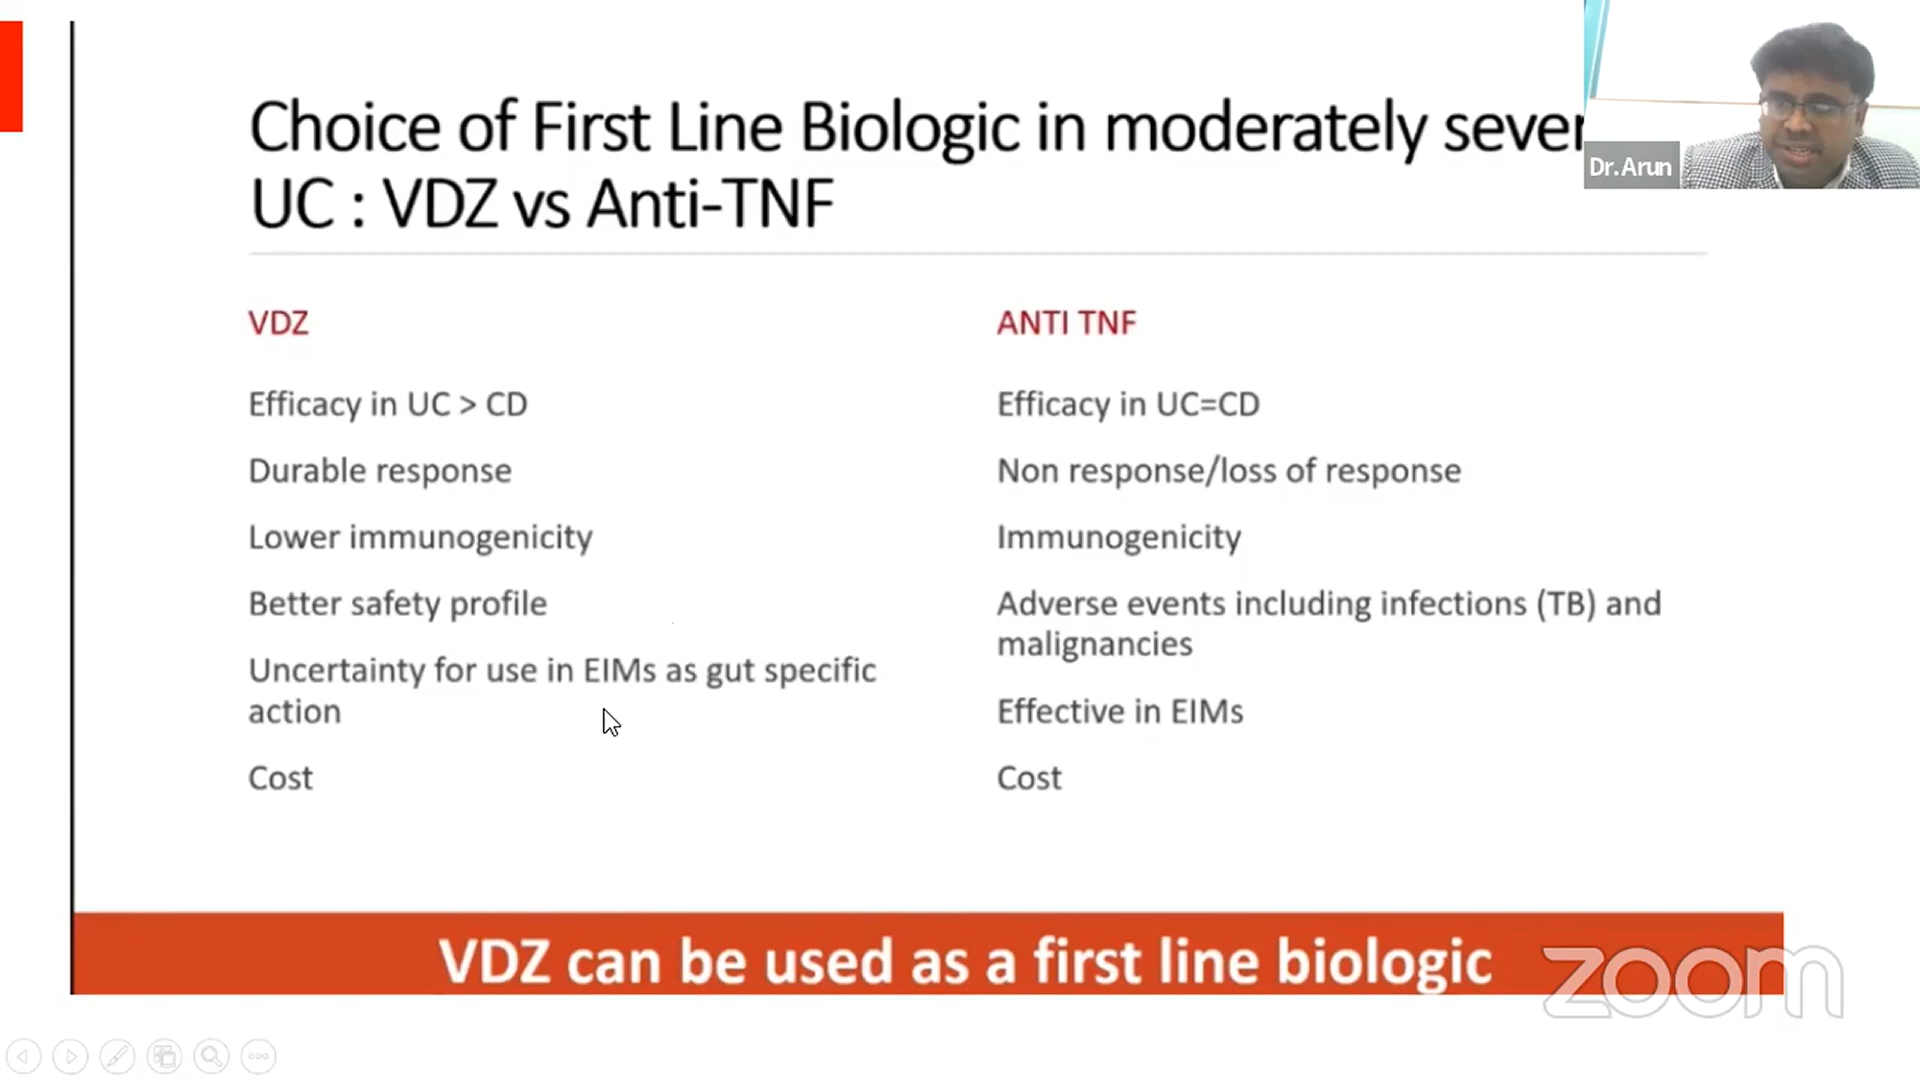 Choice of First Line Biologic in moderately sever
UC : VDZ vs Anti-TNF
Dr. Arun
VDZ
Efficacy in UC > CD
Durable response
Lower immunogenicity
Better safety profile
Uncertainty for use in EIMs as gut specific
action
Cost
ANTI TNF
Efficacy in UC=CD
Non response/loss of response
Immunogenicity
Adverse events including infections (TB) and
malignancies
Effective in EIMs
Cost
VDZ can be used as a first line biologic
zoom